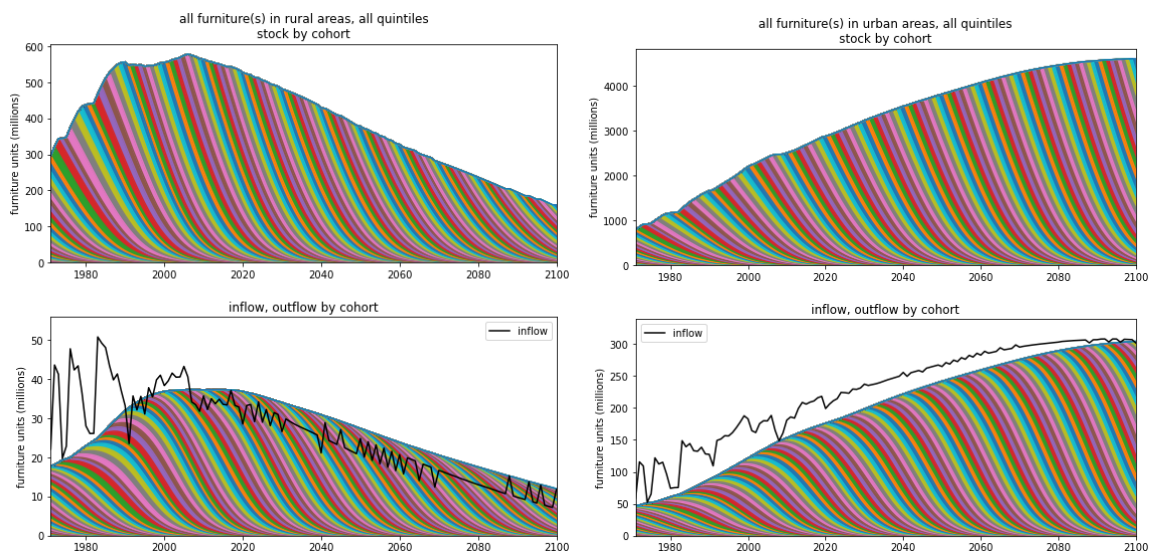 all furniture(s) in rural areas, all quintiles
stock by cohort
furniture units (millions)
600
500
400
300
200
100
0
1980 2000 2020 2040 2060 2080 2100
all furniture(s) in urban areas, all quintiles
stock by cohort
furniture units (millions)
4000
3000
2000
1000
0
1980 2000 2020 2040 2060 2080 2100
inflow, outflow by cohort
inflow
furniture units (millions)
50
40
30
20
10
0
1980 2000 2020 2040 2060 2080 2100
inflow, outflow by cohort
inflow
furniture units (millions)
300
250
200
150
100
50
0
1980 2000 2020 2040 2060 2080 2100